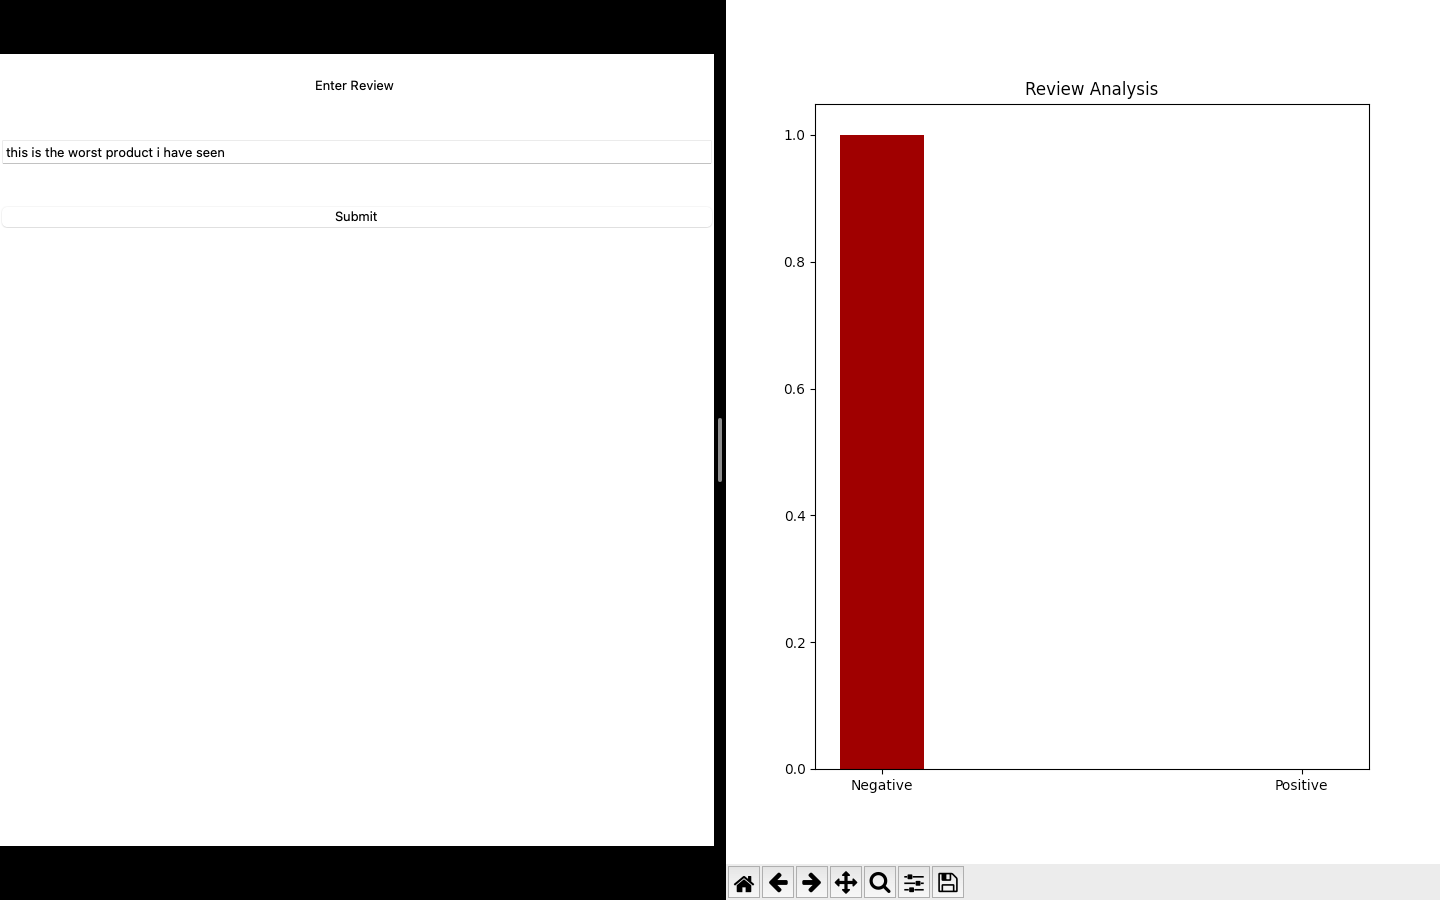 Enter Review
this is the worst product i have seen
Submit
Review Analysis
1.0
0.8
0.6
0.4
0.2
0.0
Negative Positive